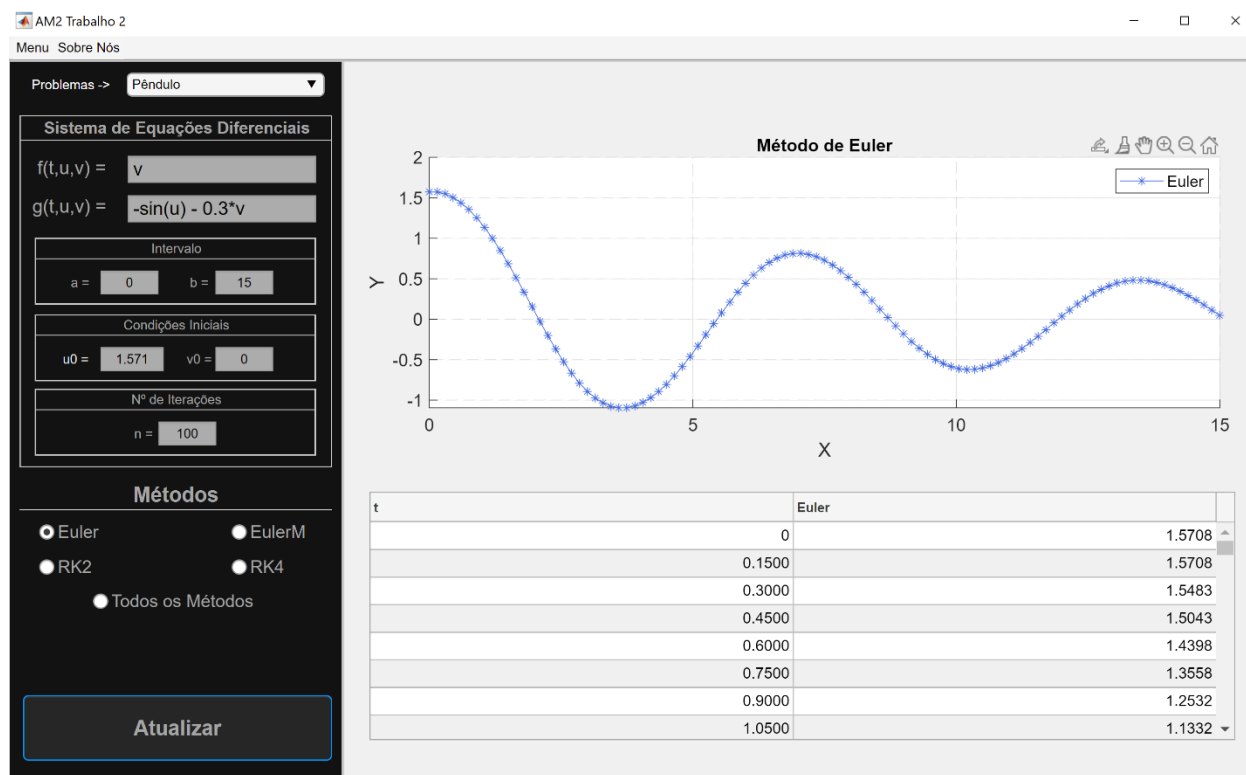 AM2 Trabalho 2
Menu Sobre Nós
Problemas -> Pêndulo
Sistema de Equações Diferenciais
f(t,u,v) = v
g(t,u,v) = -sin(u) - 0.3*v
Intervalo
a = 0 b = 15
Condições Iniciais
u0 = 1.571 v0 = 0
Nº de Iterações
n = 100
Métodos
Euler EulerM
RK2 RK4
Todos os Métodos
Atualizar
Método de Euler
Euler
2
1.5
1
0.5
0
-0.5
-1
Y
0 5 10 15
X
t Euler
0 1.5708
0.1500 1.5708
0.3000 1.5483
0.4500 1.5043
0.6000 1.4398
0.7500 1.3558
0.9000 1.2532
1.0500 1.1332